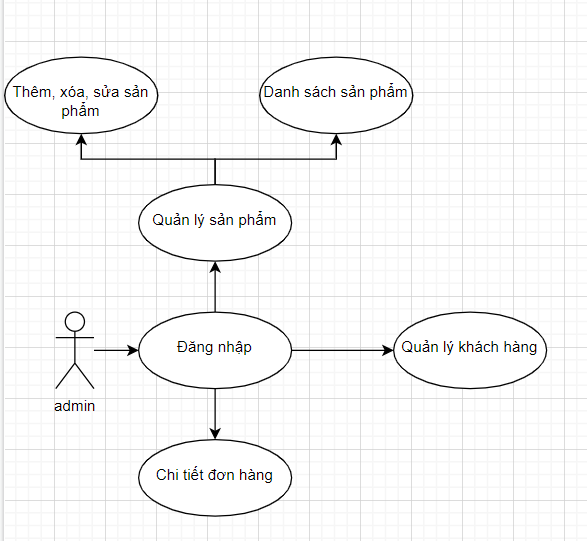 Thêm, xóa, sửa sản
phẩm
Danh sách sản phẩm
Quản lý sản phẩm
Đăng nhập
Quản lý khách hàng
admin
Chi tiết đơn hàng